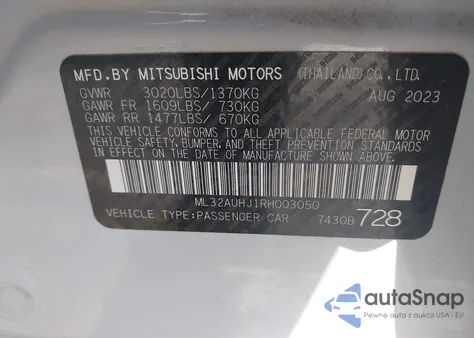 MFD.BY MITSUBISHI MOTORS (THAILAND)CO.,LTD.
GVWR 3020LBS/1370KG AUG 2023
GAWR FR 1609LBS/ 730KG
GAWR RR 1477LBS/ 670KG
THIS VEHICLE CONFORMS TO ALL APPLICABLE FEDERAL MOTOR
VEHICLE SAFETY, BUMPER, AND THEFT PREVENTION STANDARDS
IN EFFECT ON THE DATE OF MANUFACTURE SHOWN ABOVE.
ML32AUHJ1RH003050
VEHICLE TYPE:PASSENGER CAR 7430B 728
autoSnap
Pewne auta z aukcji USA i EU